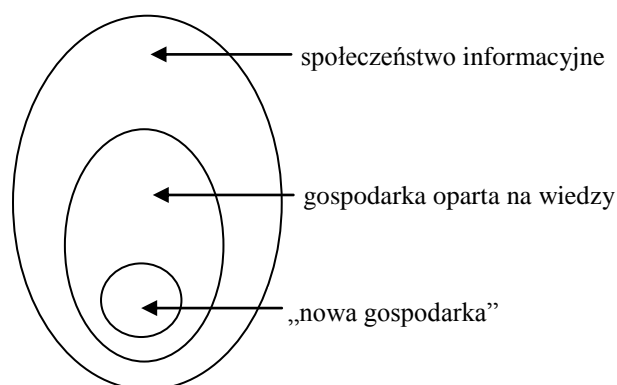 społeczeństwo informacyjne
gospodarka oparta na wiedzy
„nowa gospodarka”